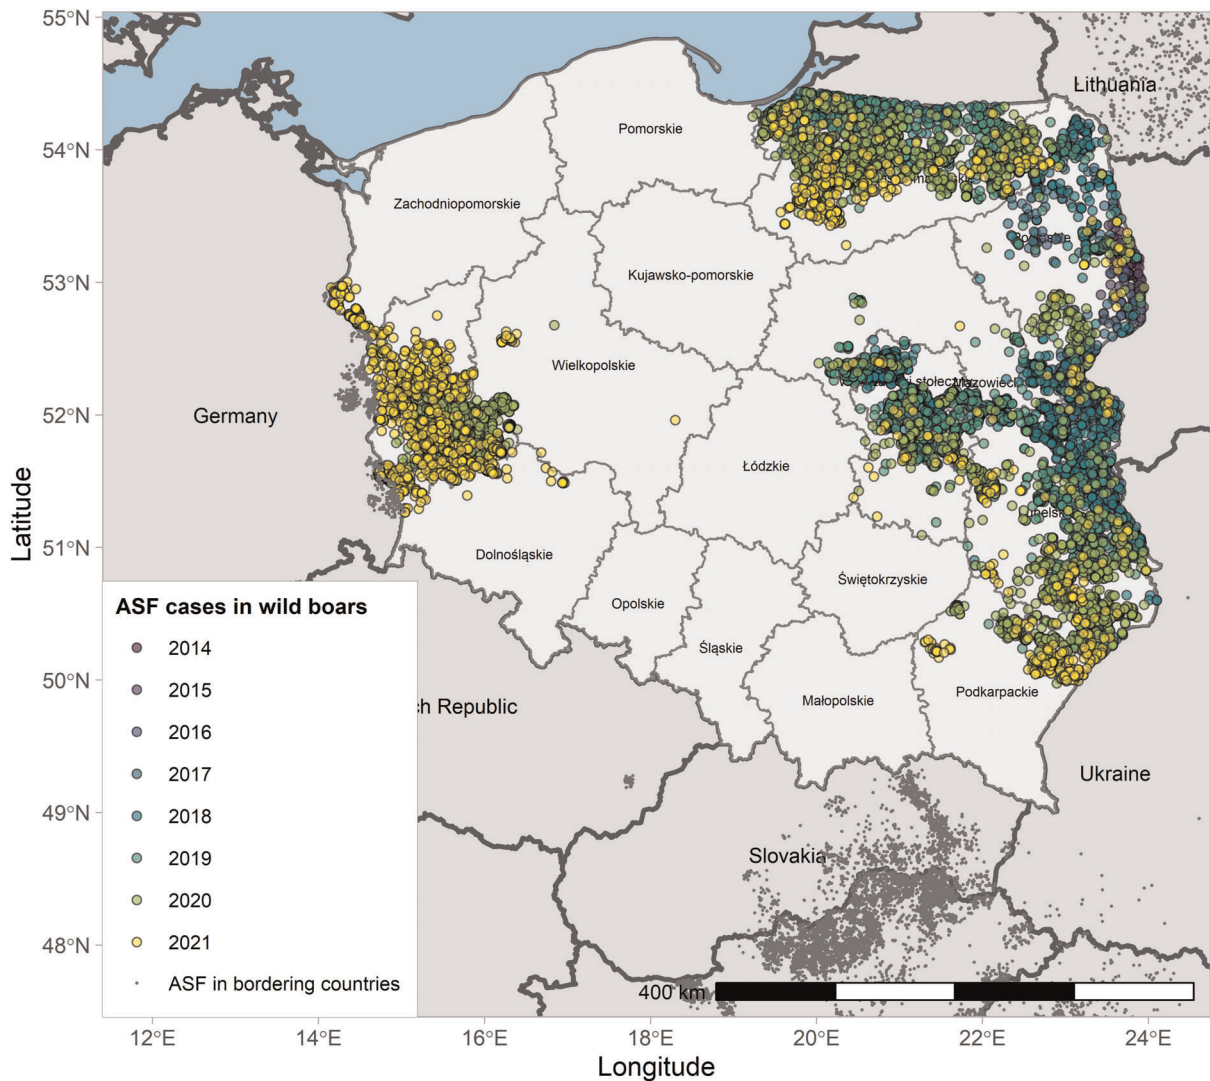 55°N
54°N
53°N
52°N
51°N
50°N
49°N
48°N
Latitude
12°E
14°E
16°E
18°E
20°E
22°E
24°E
Longitude
Lithuania
Pomorskie
Zachodniopomorskie
Kujawsko-pomorskie
Wielkopolskie
stołeczny
Mazowiecki
Germany
Łódzkie
Dolnośląskie
Świętokrzyskie
Opolskie
Śląskie
Małopolskie
Podkarpackie
ch Republic
Ukraine
Slovakia
400 km
ASF cases in wild boars
2014
2015
2016
2017
2018
2019
2020
2021
ASF in bordering countries